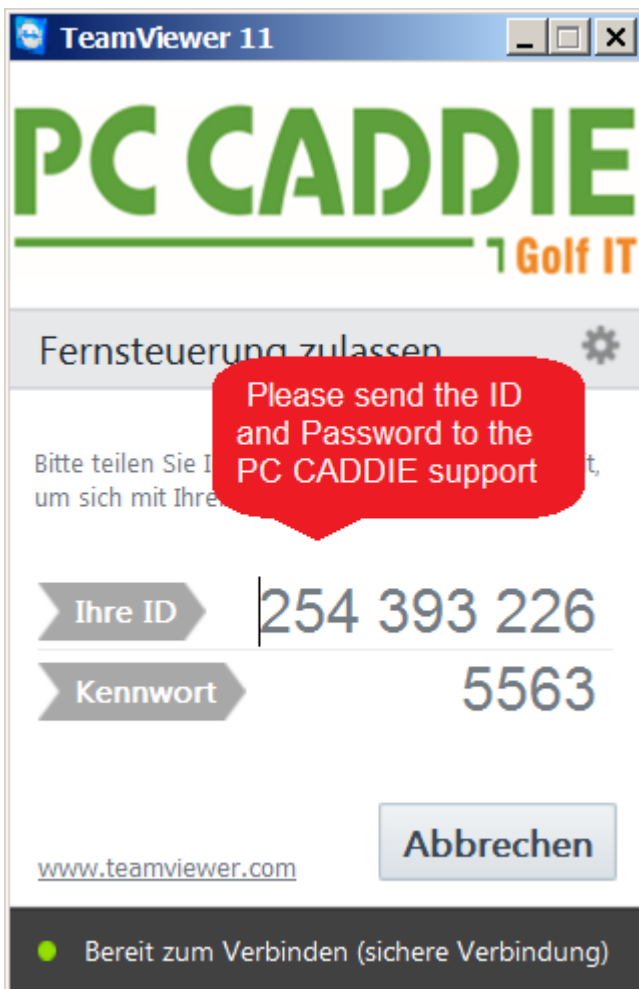 TeamViewer 11
PC CADDIE
Golf IT
Fernsteuerung zulassen
Please send the ID
and Password to the
PC CADDIE support
Bitte teilen Sie
um sich mit
Ihre ID 254 393 226
Kennwort 5563
Abbrechen
www.teamviewer.com
Bereit zum Verbinden (sichere Verbindung)